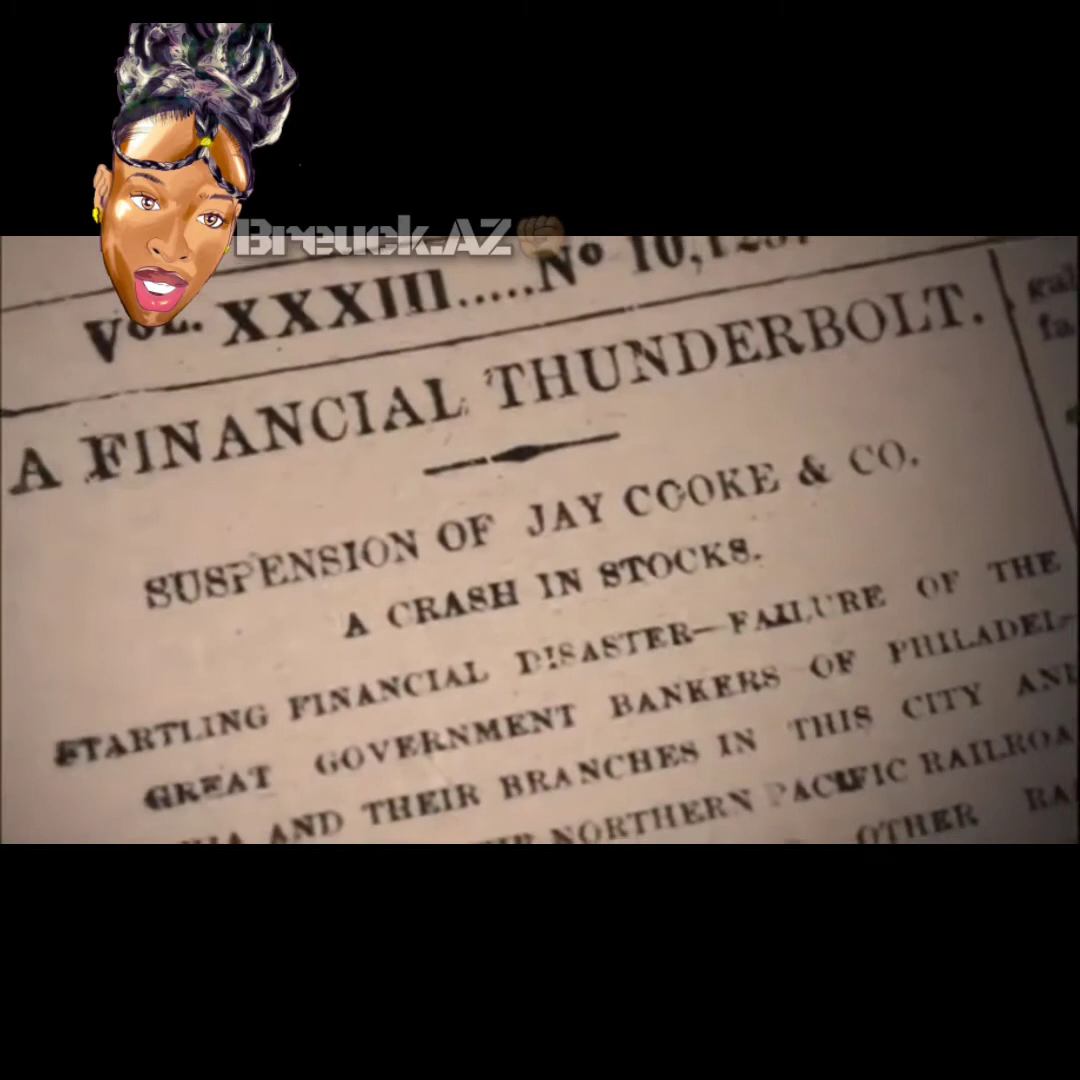 Breuck.AZ
VOL. XXXIII.....No 10,
A FINANCIAL THUNDERBOLT.
SUSPENSION OF JAY COOKE & CO.
A CRASH IN STOCKS.
STARTLING FINANCIAL DISASTER—FAILURE OF THE
GREAT GOVERNMENT BANKERS OF PHILADEL-
AND THEIR BRANCHES IN THIS CITY AND
NORTHERN PACIFIC RAILROA
OTHER